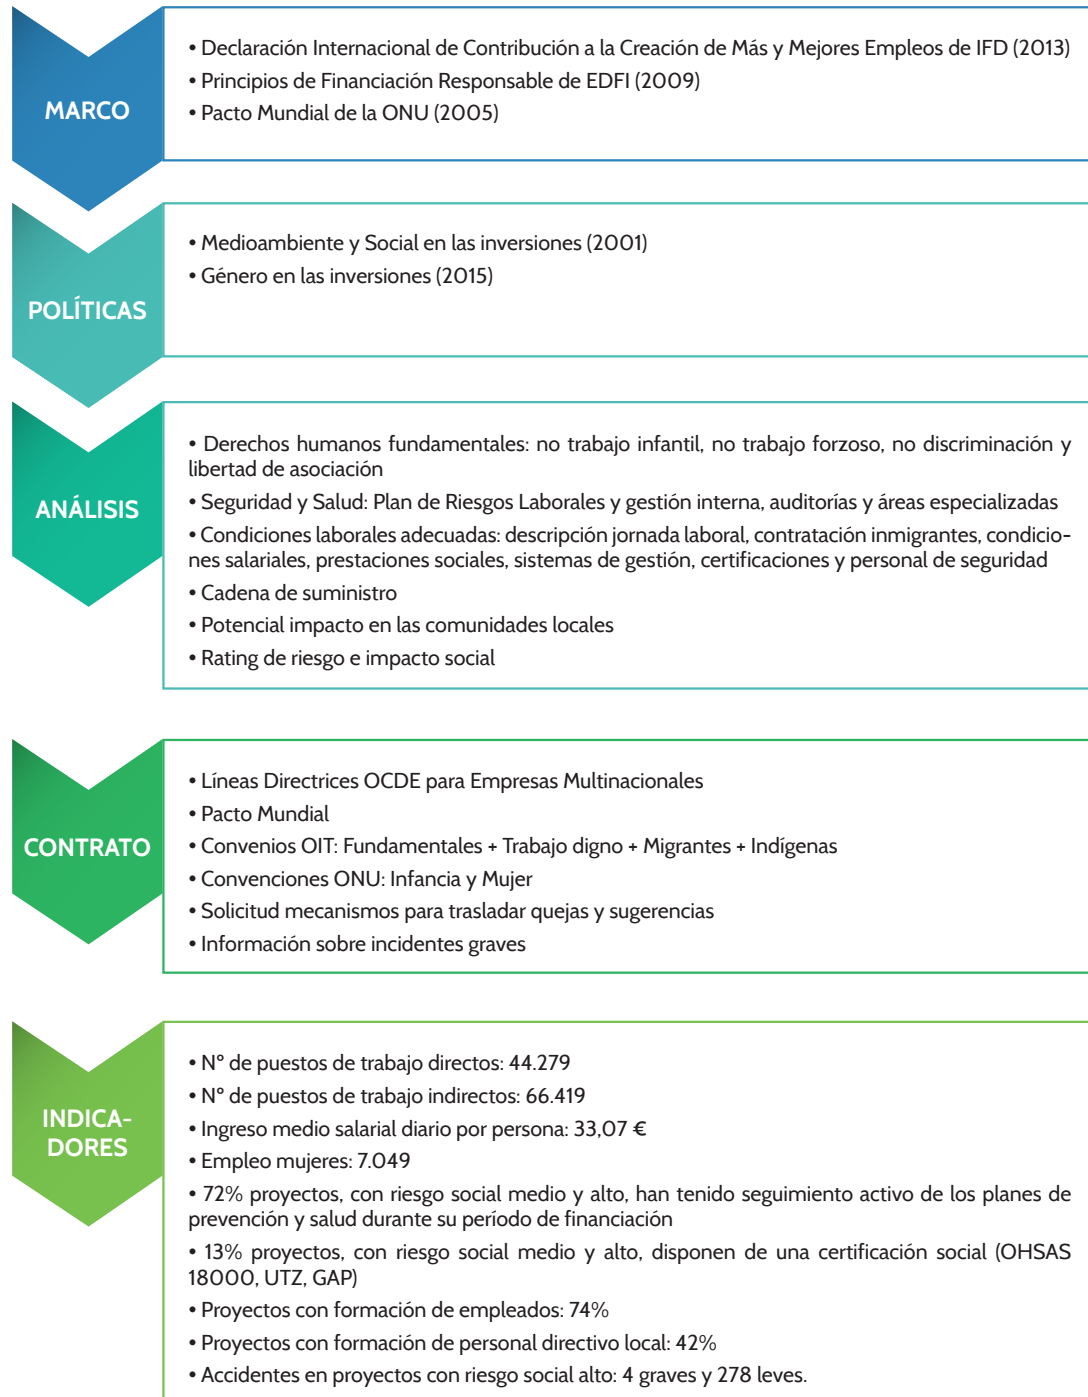 MARCO
• Declaración Internacional de Contribución a la Creación de Más y Mejores Empleos de IFD (2013)
• Principios de Financiación Responsable de EDFI (2009)
• Pacto Mundial de la ONU (2005)
POLÍTICAS
• Medioambiente y Social en las inversiones (2001)
• Género en las inversiones (2015)
ANÁLISIS
• Derechos humanos fundamentales: no trabajo infantil, no trabajo forzoso, no discriminación y
libertad de asociación
• Seguridad y Salud: Plan de Riesgos Laborales y gestión interna, auditorías y áreas especializadas
• Condiciones laborales adecuadas: descripción jornada laboral, contratación inmigrantes, condicio-
nes salariales, prestaciones sociales, sistemas de gestión, certificaciones y personal de seguridad
• Cadena de suministro
• Potencial impacto en las comunidades locales
• Rating de riesgo e impacto social
CONTRATO
• Líneas Directrices OCDE para Empresas Multinacionales
• Pacto Mundial
• Convenios OIT: Fundamentales + Trabajo digno + Migrantes + Indígenas
• Convenciones ONU: Infancia y Mujer
• Solicitud mecanismos para trasladar quejas y sugerencias
• Información sobre incidentes graves
INDICA-
DORES
• Nº de puestos de trabajo directos: 44.279
• Nº de puestos de trabajo indirectos: 66.419
• Ingreso medio salarial diario por persona: 33,07 €
• Empleo mujeres: 7.049
• 72% proyectos, con riesgo social medio y alto, han tenido seguimiento activo de los planes de
prevención y salud durante su período de financiación
• 13% proyectos, con riesgo social medio y alto, disponen de una certificación social (OHSAS
18000, UTZ, GAP)
• Proyectos con formación de empleados: 74%
• Proyectos con formación de personal directivo local: 42%
• Accidentes en proyectos con riesgo social alto: 4 graves y 278 leves.